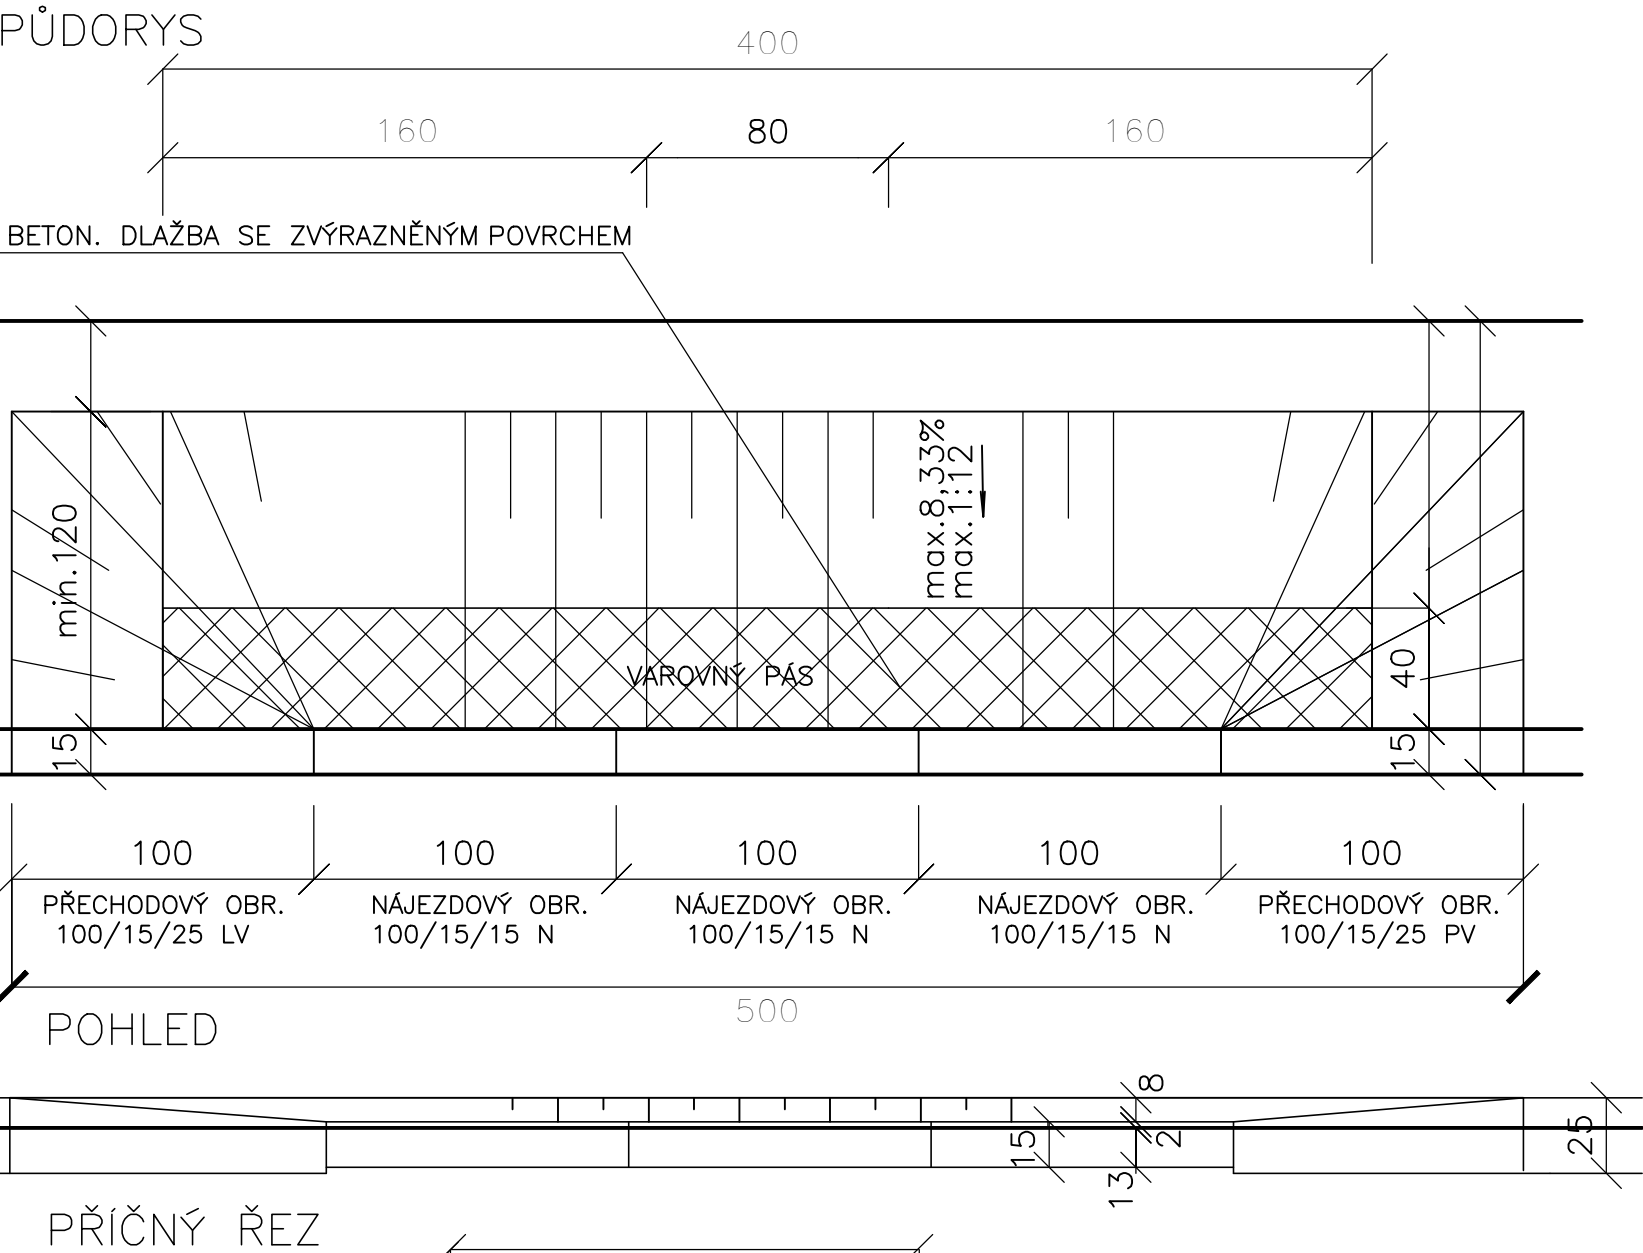 PŮDORYS
400
160
80
160
BETON. DLAŽBA SE ZVÝRAZNĚNÝM POVRCHEM
max.8,33%
max.1:12
min.120
VAROVNÝ PÁS
40
15
15
100
100
100
100
100
PŘECHODOVÝ OBR.
100/15/25 LV
NÁJEZDOVÝ OBR.
100/15/15 N
NÁJEZDOVÝ OBR.
100/15/15 N
NÁJEZDOVÝ OBR.
100/15/15 N
PŘECHODOVÝ OBR.
100/15/25 PV
500
POHLED
8
15
2
13
25
PŘÍČNÝ ŘEZ